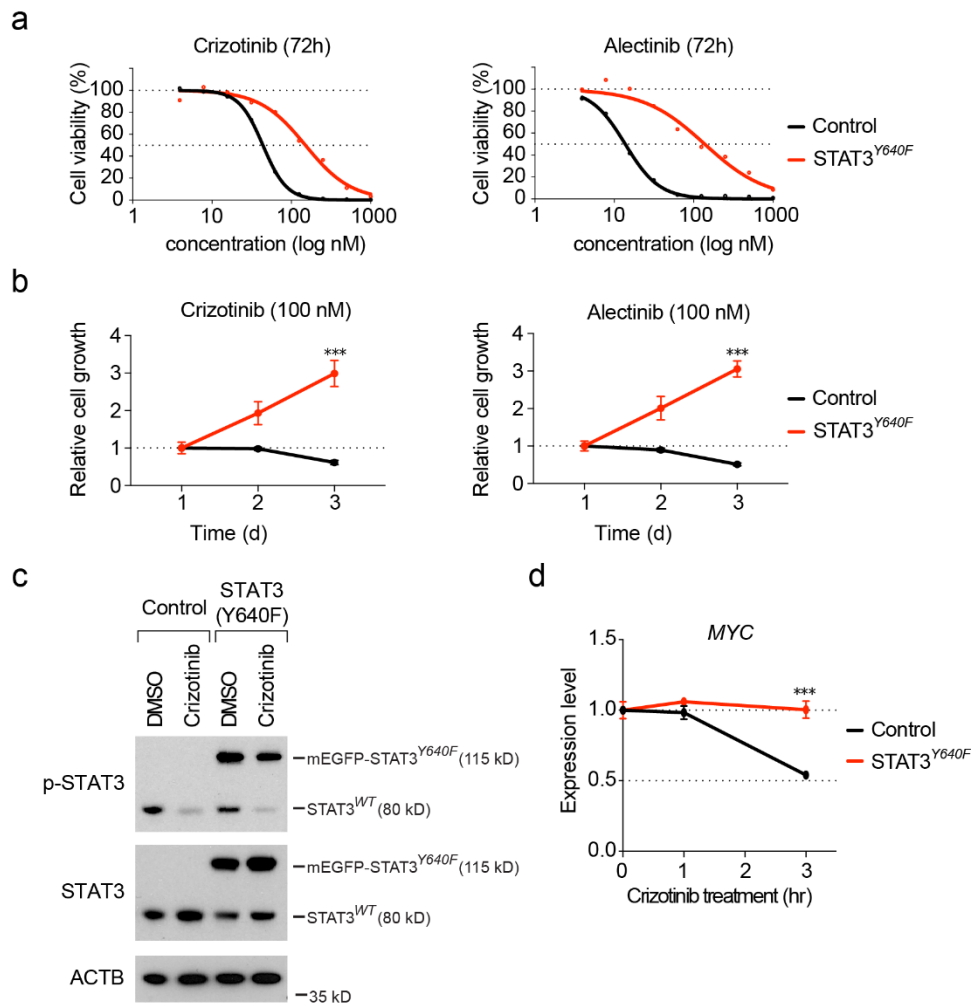 a
Crizotinib (72h)
Cell viability (%)
100
80
60
40
20
0
1
10
100
1000
concentration (log nM)
Alectinib (72h)
Cell viability (%)
100
80
60
40
20
0
1
10
100
1000
concentration (log nM)
Control
STAT3Y640F
b
Crizotinib (100 nM)
Relative cell growth
4
3
2
1
0
***
1
2
3
Time (d)
Alectinib (100 nM)
Relative cell growth
4
3
2
1
0
***
1
2
3
Time (d)
Control
STAT3Y640F
c
Control
STAT3
(Y640F)
DMSO
Crizotinib
DMSO
Crizotinib
p-STAT3
mEGFP-STAT3Y640F (115 kD)
STAT3WT (80 kD)
STAT3
mEGFP-STAT3Y640F (115 kD)
STAT3WT (80 kD)
ACTB
35 kD
d
MYC
Expression level
1.5
1.0
0.5
0.0
***
0
1
2
3
Crizotinib treatment (hr)
Control
STAT3Y640F